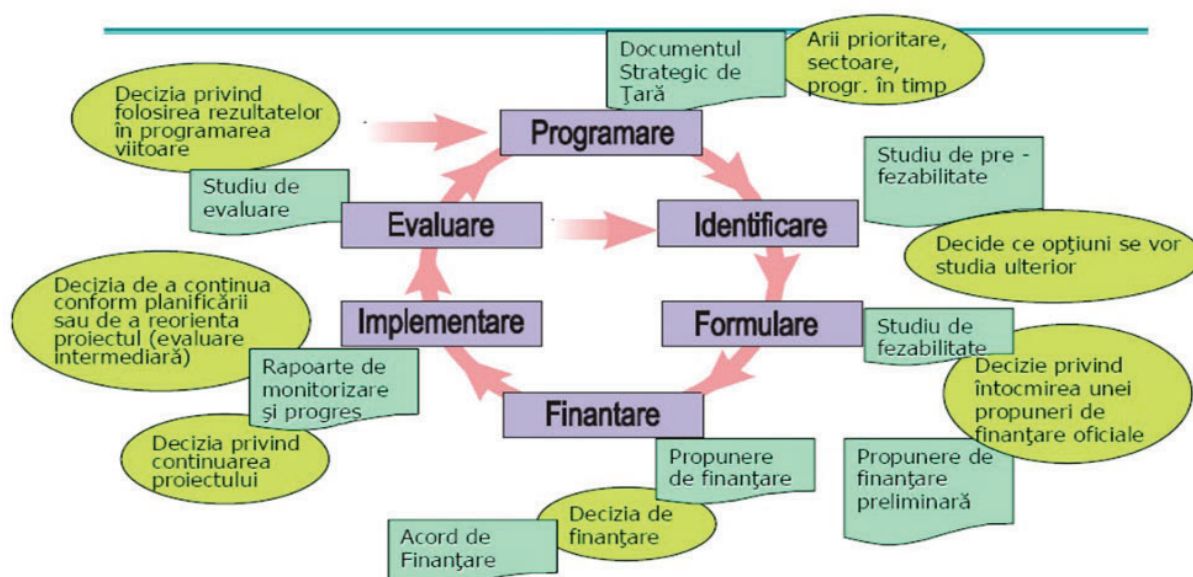 Documentul
Strategic de
Ţară
Arii prioritare,
sectoare,
progr. în timp
Decizia privind
folosirea rezultatelor
în programarea
viitoare
Programare
Studiu de pre -
fezabilitate
Studiu de
evaluare
Evaluare
Identificare
Decide ce opţiuni se vor
studia ulterior
Decizia de a continua
conform planificării
sau de a reorienta
proiectul (evaluare
intermediară)
Implementare
Formulare
Studiu de
fezabilitate
Rapoarte de
monitorizare
şi progres
Decizie privind
întocmirea unei
propuneri de
finanţare oficiale
Finantare
Decizia privind
continuarea
proiectului
Propunere
de finanţare
Propunere de
finanţare
preliminară
Decizia de
finanţare
Acord de
Finanţare